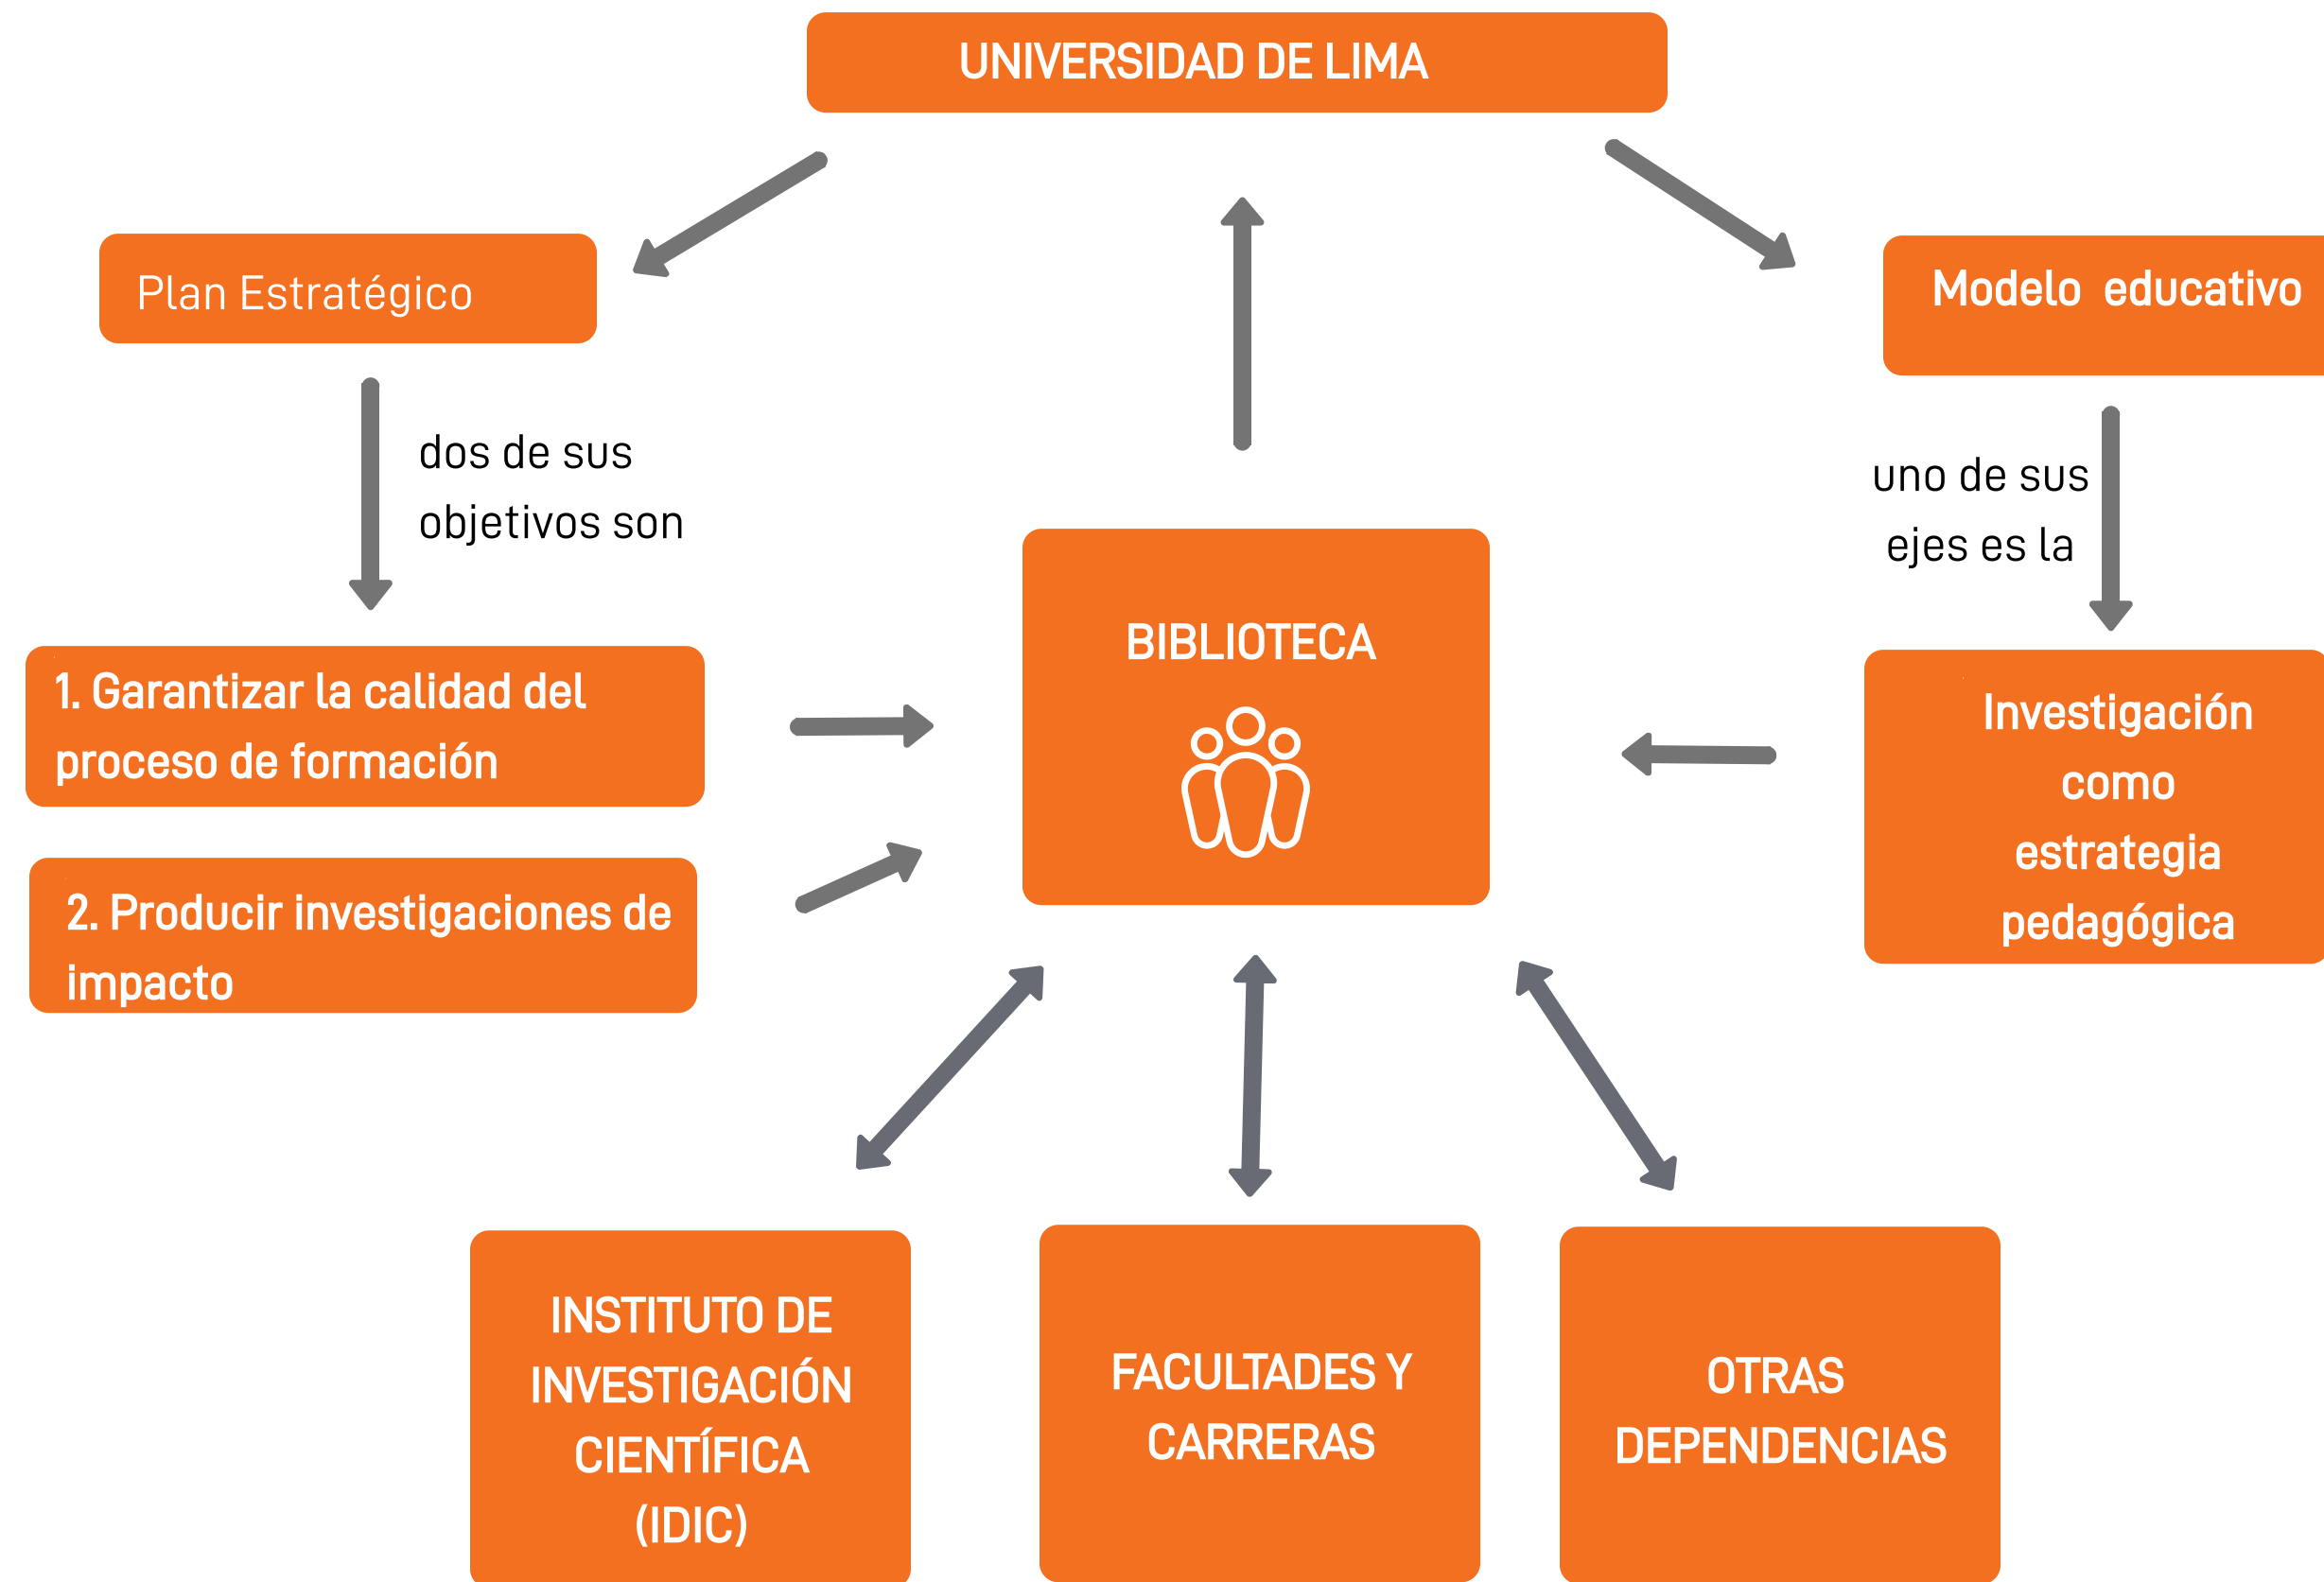 UNIVERSIDAD DE LIMA
Plan Estratégico
Modelo educativo
dos de sus
objetivos son
uno de sus
ejes es la
BIBLIOTECA
1. Garantizar la calidad del
proceso de formación
2. Producir investigaciones de
impacto
Investigación
como
estrategia
pedagógica
INSTITUTO DE
INVESTIGACIÓN
CIENTÍFICA
(IDIC)
FACULTADES Y
CARRERAS
OTRAS
DEPENDENCIAS